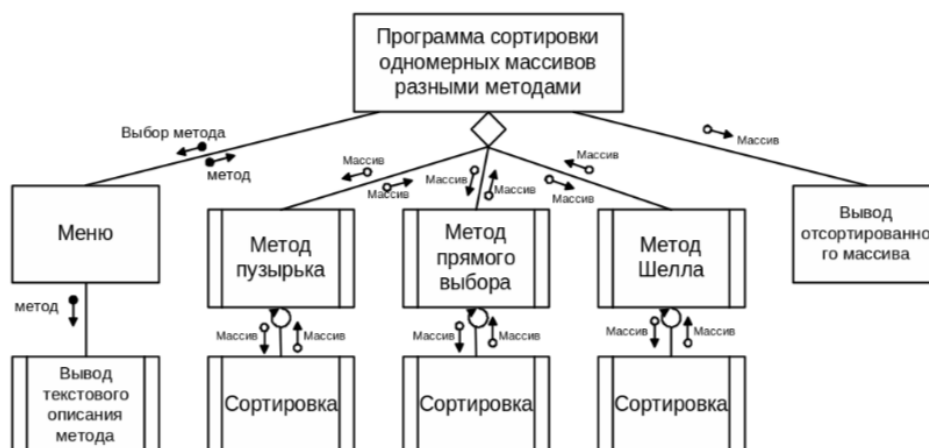 Программа сортировки
одномерных массивов
разными методами
Выбор метода
метод
Массив
Массив
Массив
Массив
Массив
Массив
Массив
Меню
Метод
пузырька
Метод
прямого
выбора
Метод
Шелла
Вывод
отсортированно
го массива
метод
Массив
Массив
Массив
Массив
Массив
Массив
Вывод
текстового
описания
метода
Сортировка
Сортировка
Сортировка